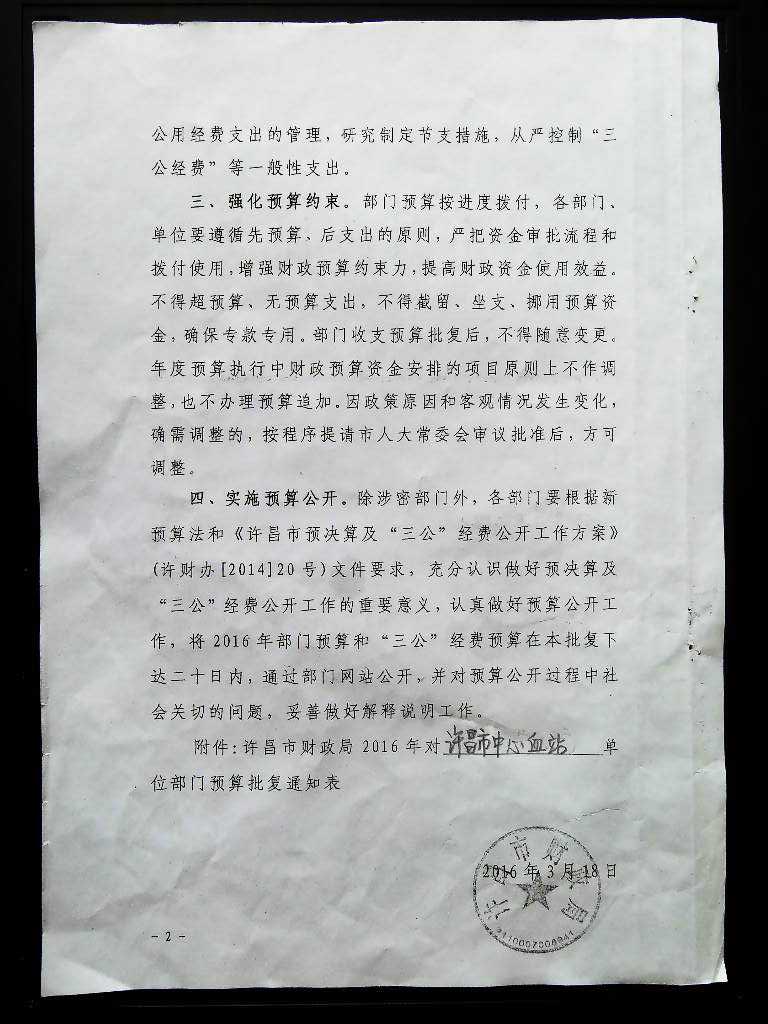 公用经费支出的管理，研究制定节支措施，从严控制“三
公经费”等一般性支出。
三、强化预算约束。部门预算按进度拨付，各部门、
单位要遵循先预算、后支出的原则，严把资金审批流程和
拨付使用，增强财政预算约束力，提高财政资金使用效益。
不得超预算、无预算支出，不得截留、坐支、挪用预算资
金，确保专款专用。部门收支预算批复后，不得随意变更。
年度预算执行中财政预算资金安排的项目原则上不作调
整，也不办理预算追加。因政策原因和客观情况发生变化，
确需调整的，按程序提请市人大常委会审议批准后，方可
调整。
四、实施预算公开。除涉密部门外，各部门要根据新
预算法和《许昌市预决算及“三公”经费公开工作方案》
(许财办[2014]20号)文件要求，充分认识做好预决算及
“三公”经费公开工作的重要意义，认真做好预算公开工
作，将2016年部门预算和“三公”经费预算在本批复下
达二十日内，通过部门网站公开，并对预算公开过程中社
会关切的问题，妥善做好解释说明工作。
附件：许昌市财政局2016年对许昌市中心血站单
位部门预算批复通知表
许昌市财政局
2016年3月18日
- 2 -